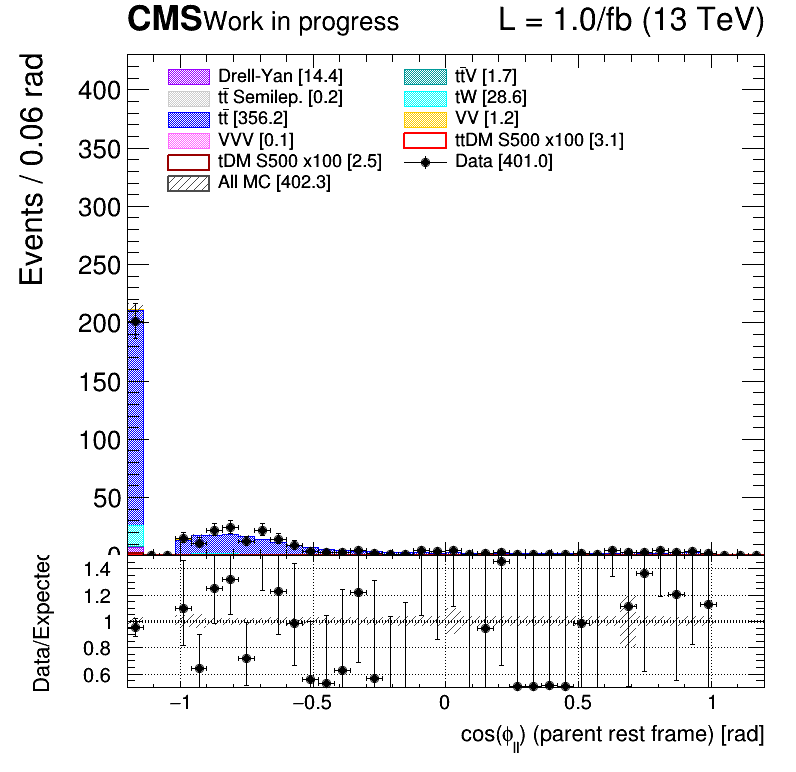 CMS Work in progress L = 1.0/fb (13 TeV)
Events / 0.06 rad
Drell-Yan [14.4] tt̄V [1.7]
tt̄ Semilep. [0.2] tW [28.6]
tt̄ [356.2] VV [1.2]
VVV [0.1] ttDM S500 x100 [3.1]
tDM S500 x100 [2.5] Data [401.0]
All MC [402.3]
400
350
300
250
200
150
100
50
0
Data/Expected
1.4
1.2
1
0.8
0.6
−1 −0.5 0 0.5 1
cos(ϕ_ll) (parent rest frame) [rad]